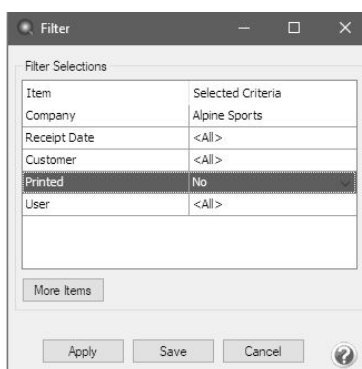 Filter
Filter Selections
Item Selected Criteria
Company Alpine Sports
Receipt Date <All>
Customer <All>
Printed No
User <All>
More Items
Apply Save Cancel ?